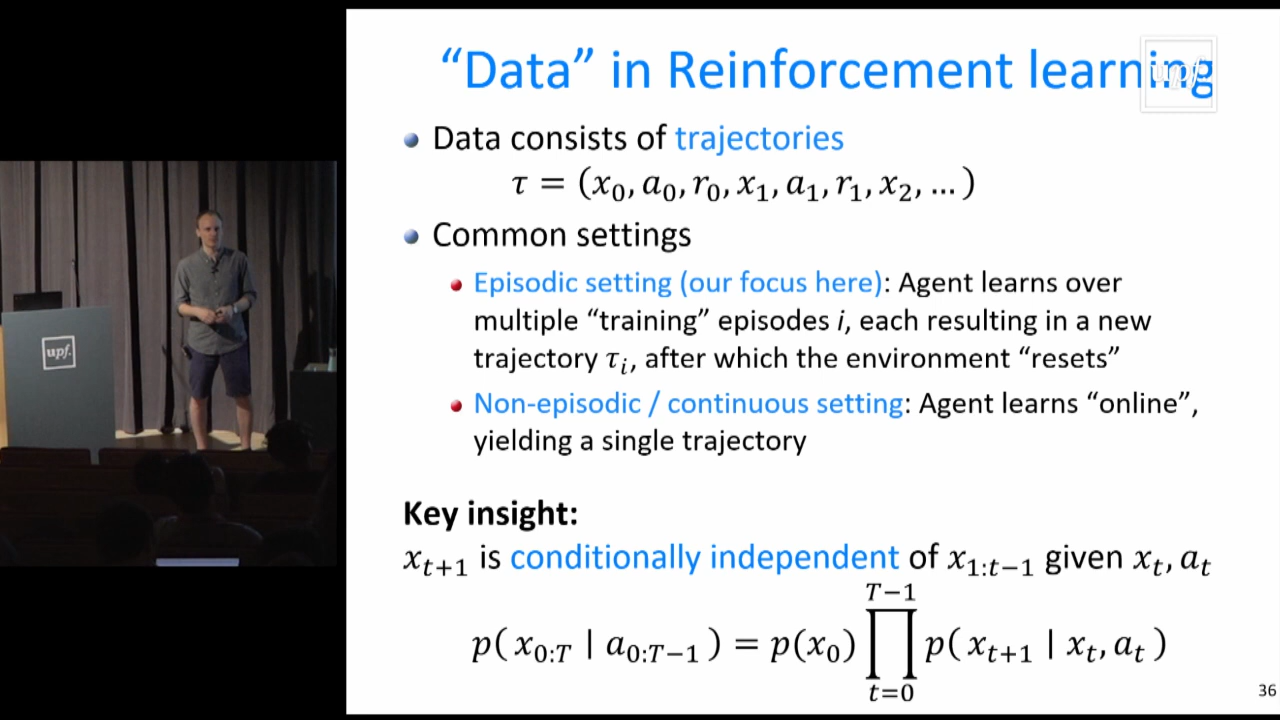 "Data" in Reinforcement learning
upf.
Data consists of trajectories
τ = (x₀, a₀, r₀, x₁, a₁, r₁, x₂, … )
Common settings
Episodic setting (our focus here): Agent learns over
multiple “training” episodes i, each resulting in a new
trajectory τᵢ, after which the environment “resets”
Non-episodic / continuous setting: Agent learns “online”,
yielding a single trajectory
Key insight:
xₜ₊₁ is conditionally independent of x₁:ₜ₋₁ given xₜ, aₜ
p( x₀:T | a₀:T₋₁ ) = p(x₀) ∏ₜ₌₀ᵀ⁻¹ p( xₜ₊₁ | xₜ, aₜ )
36
upf.